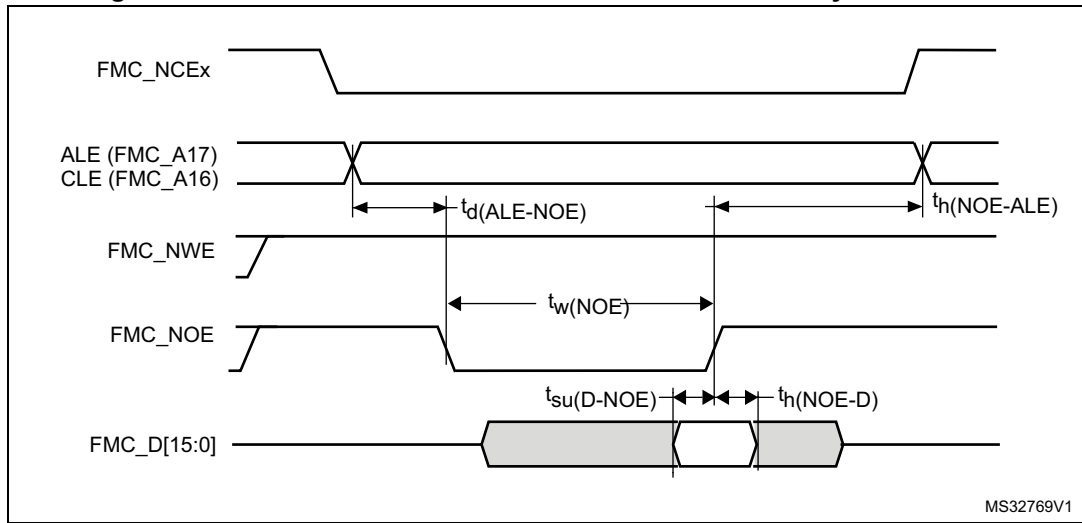 FMC_NCEx
ALE (FMC_A17)
CLE (FMC_A16)
td(ALE-NOE)
th(NOE-ALE)
FMC_NWE
tw(NOE)
FMC_NOE
tsu(D-NOE)
th(NOE-D)
FMC_D[15:0]
MS32769V1